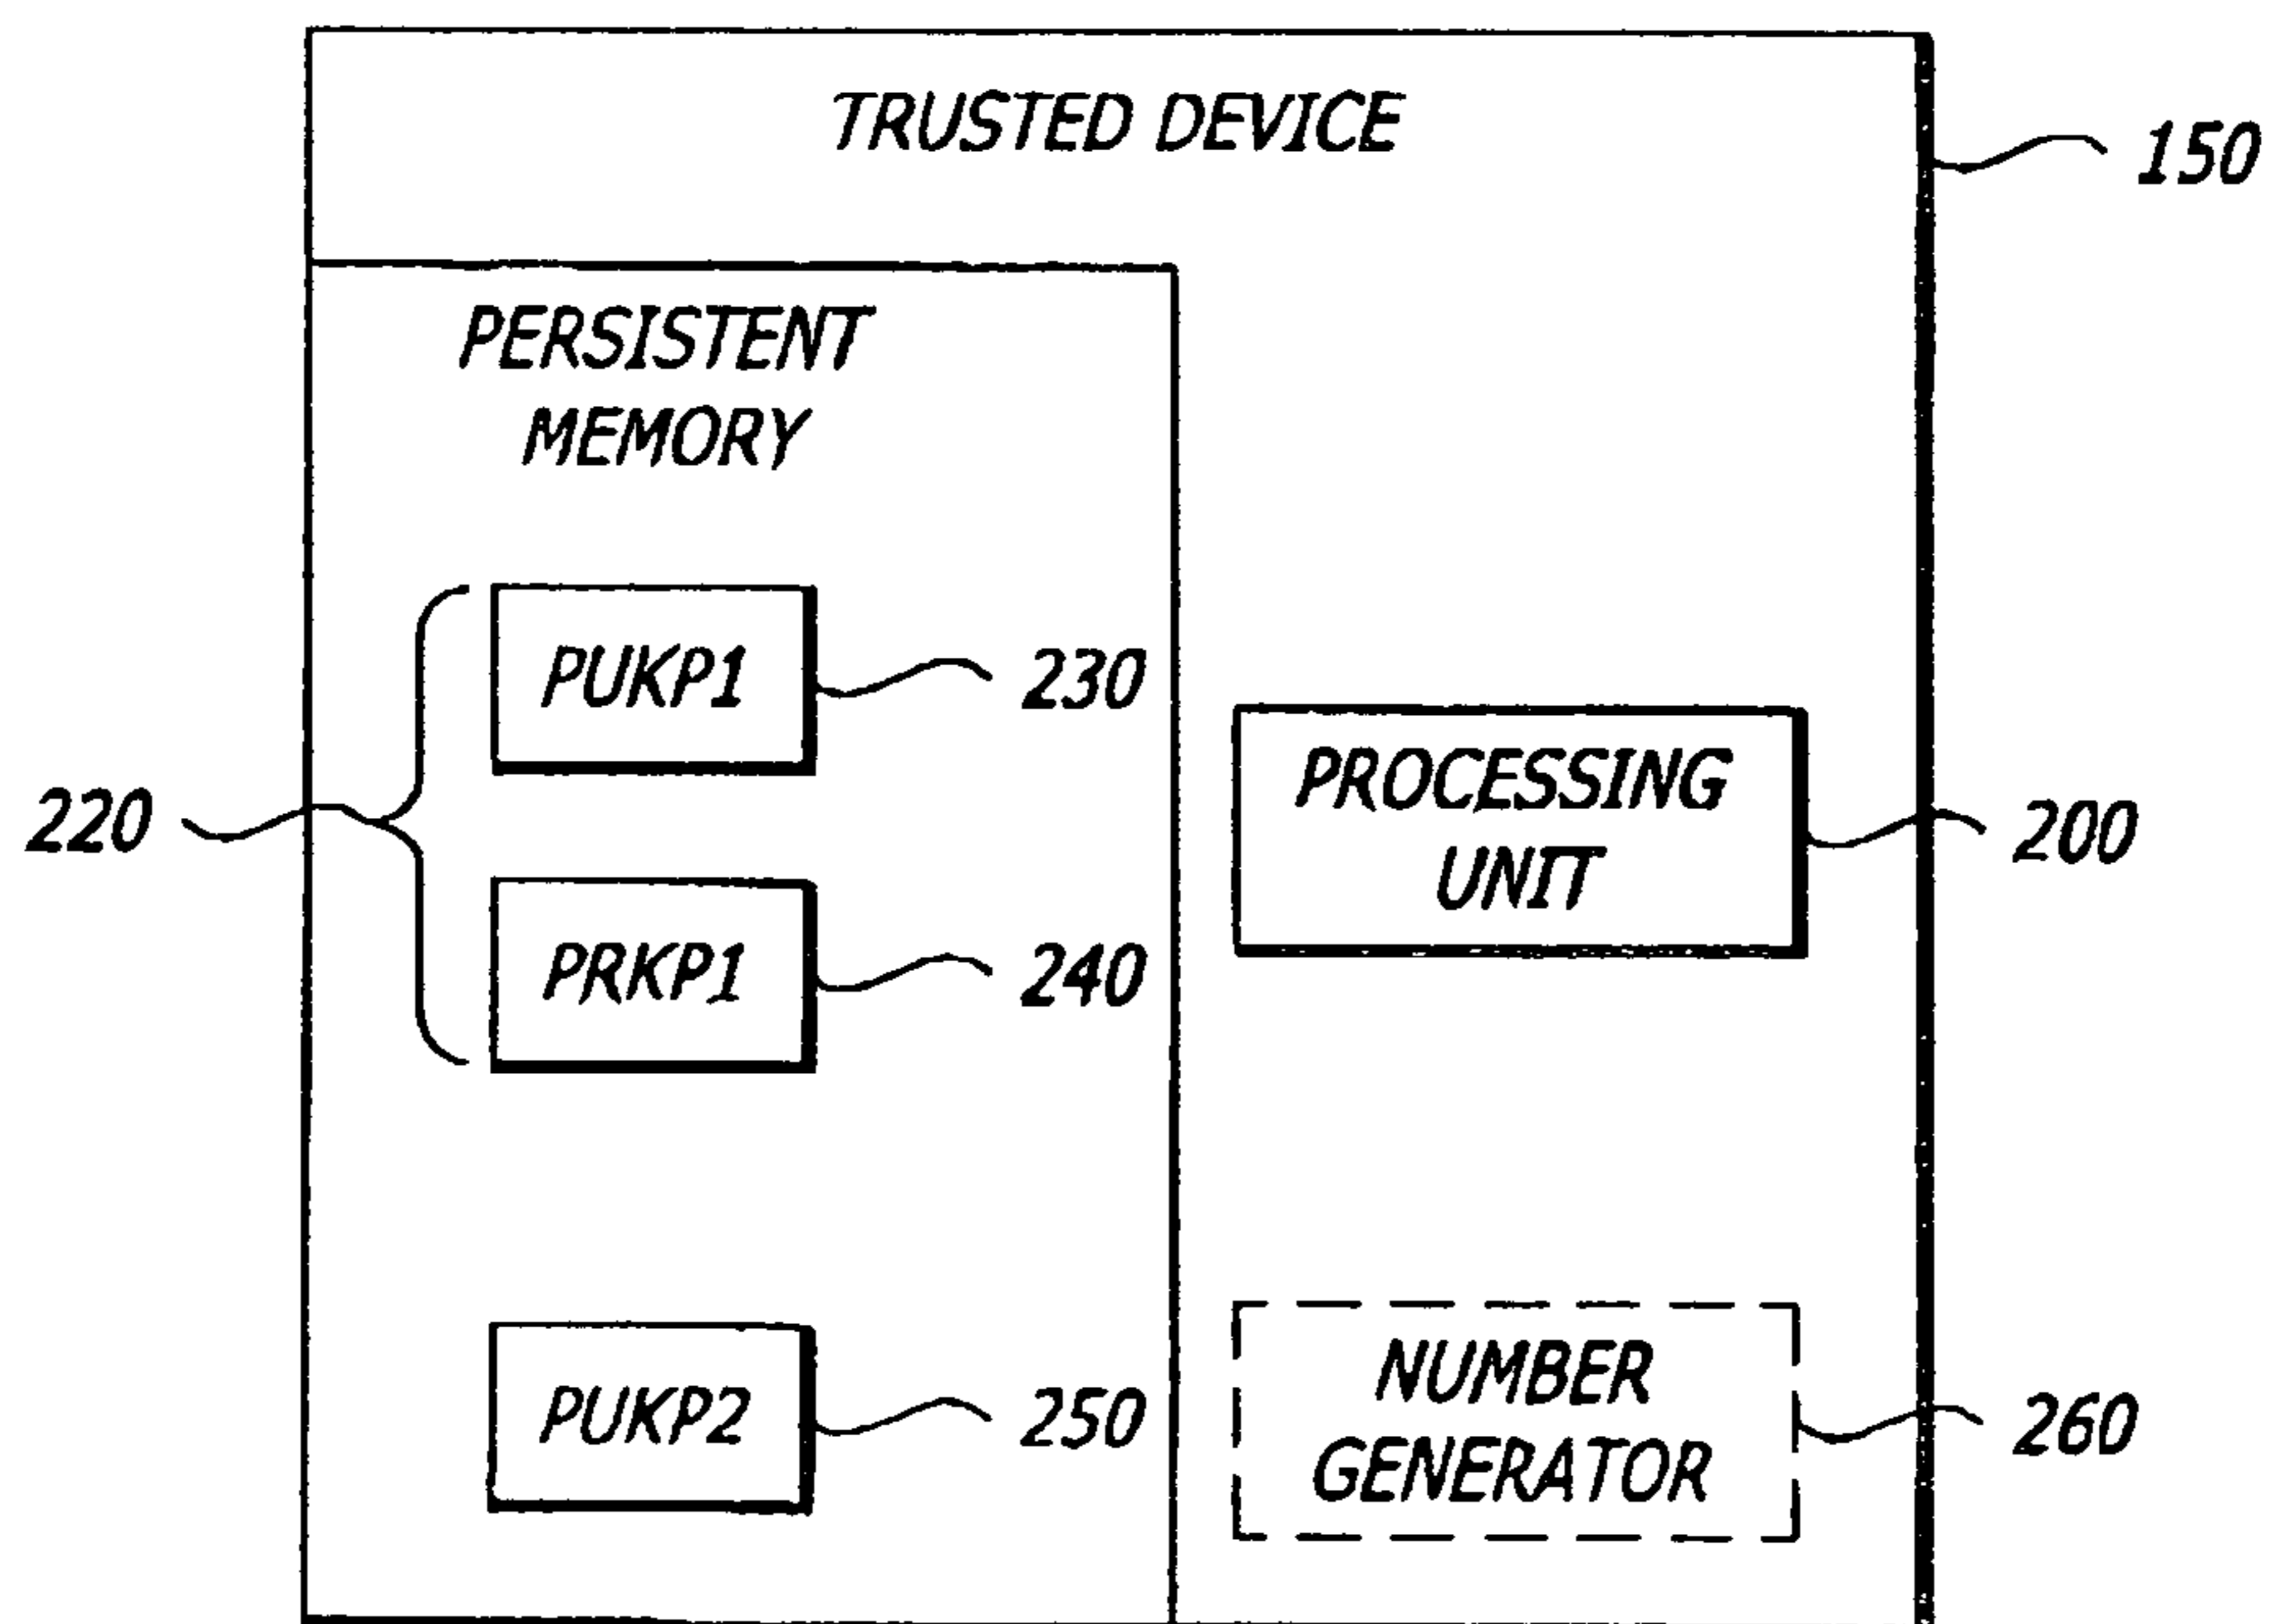 TRUSTED DEVICE
150
PERSISTENT
MEMORY
PUKP1
230
220
PRKP1
240
PUKP2
250
PROCESSING
UNIT
200
NUMBER
GENERATOR
260